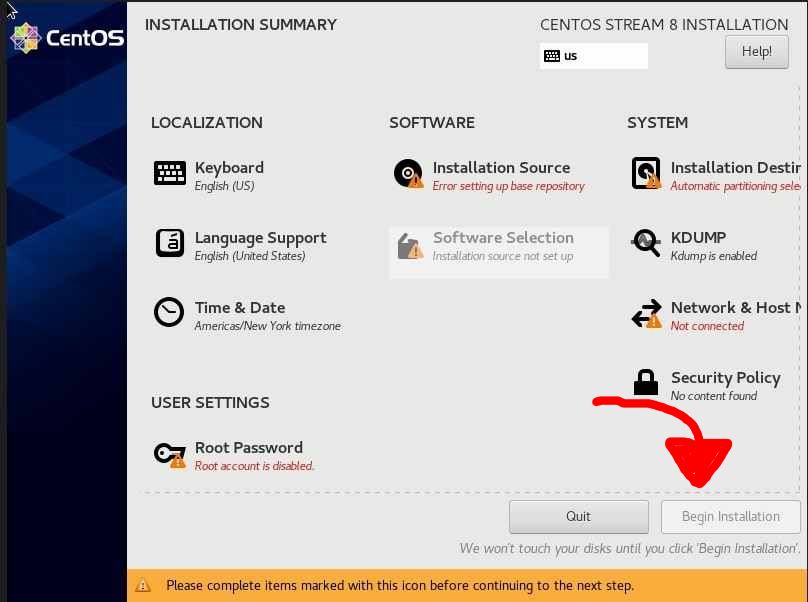 CentOS
INSTALLATION SUMMARY
CENTOS STREAM 8 INSTALLATION
us
Help!
LOCALIZATION
Keyboard
English (US)
Language Support
English (United States)
Time & Date
Americas/New York timezone
SOFTWARE
Installation Source
Error setting up base repository
Software Selection
Installation source not set up
SYSTEM
Installation Destin
Automatic partitioning sele
KDUMP
Kdump is enabled
Network & Host N
Not connected
Security Policy
No content found
USER SETTINGS
Root Password
Root account is disabled.
Quit
Begin Installation
We won't touch your disks until you click 'Begin Installation'.
Please complete items marked with this icon before continuing to the next step.